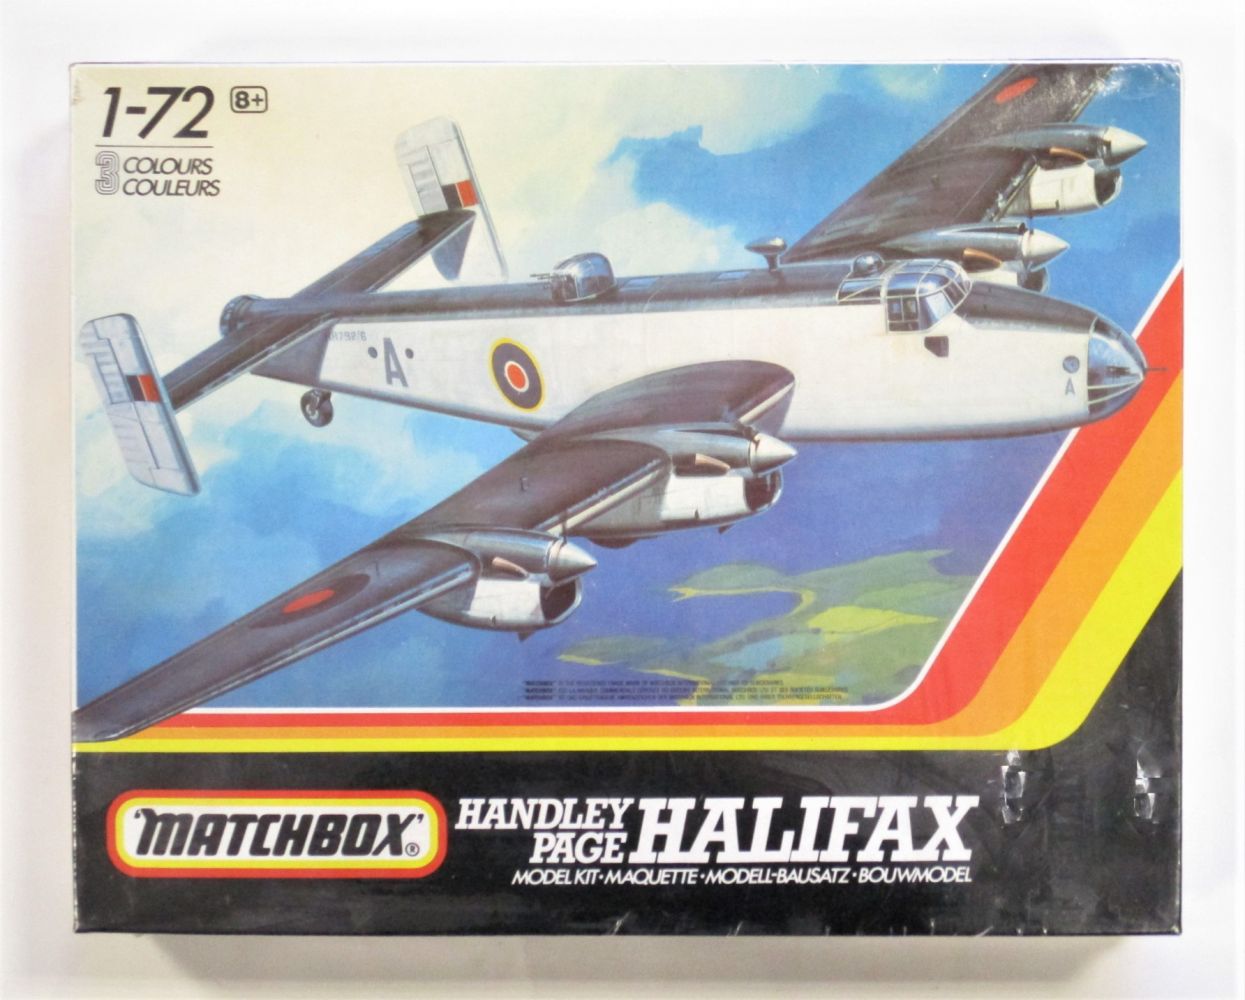 1-72 8+
3 COLOURS
COULEURS
A
A
'MATCHBOX'®
HANDLEY
PAGE HALIFAX
MODEL KIT · MAQUETTE · MODELL-BAUSATZ · BOUWMODEL